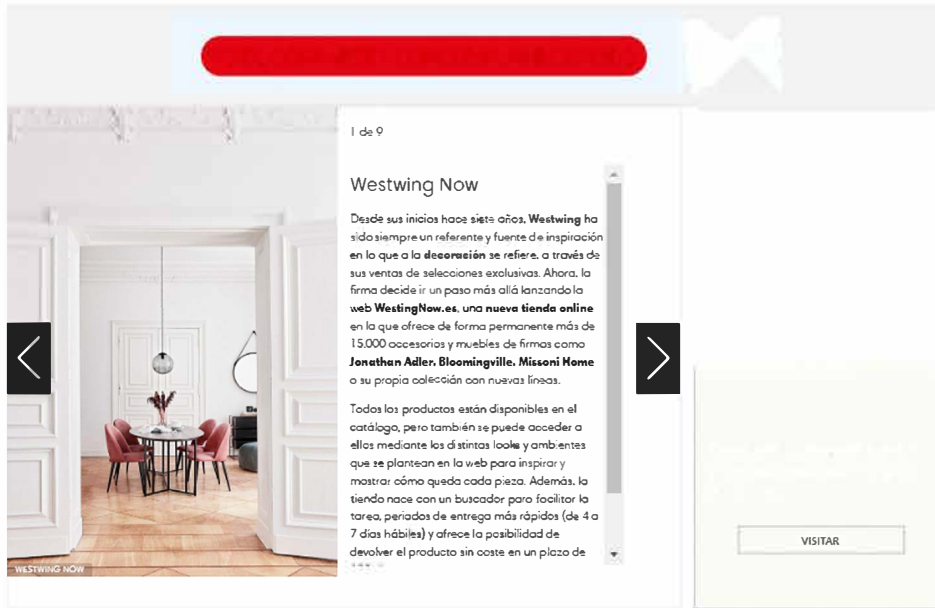 1 de 9
Westwing Now
Desde sus inicios hace siete años, Westwing ha
sido siempre un referente y fuente de inspiración
en lo que a la decoración se refiere, a través de
sus ventas de selecciones exclusivas. Ahora, la
firma decide ir un paso más allá lanzando la
web WestingNow.es, una nueva tienda online
en la que ofrece de forma permanente más de
15.000 accesorios y muebles de firmas como
Jonathan Adler, Bloomingville, Missoni Home
o su propia colección con nuevas líneas.
Todos los productos están disponibles en el
catálogo, pero también se puede acceder a
ellos mediante los distintos looks y ambientes
que se plantean en la web para inspirar y
mostrar cómo queda cada pieza. Además, la
tienda nace con un buscador para facilitar la
tarea, periodos de entrega más rápidos (de 4 a
7 días hábiles) y ofrece la posibilidad de
devolver el producto sin coste en un plazo de
WESTWING NOW
VISITAR